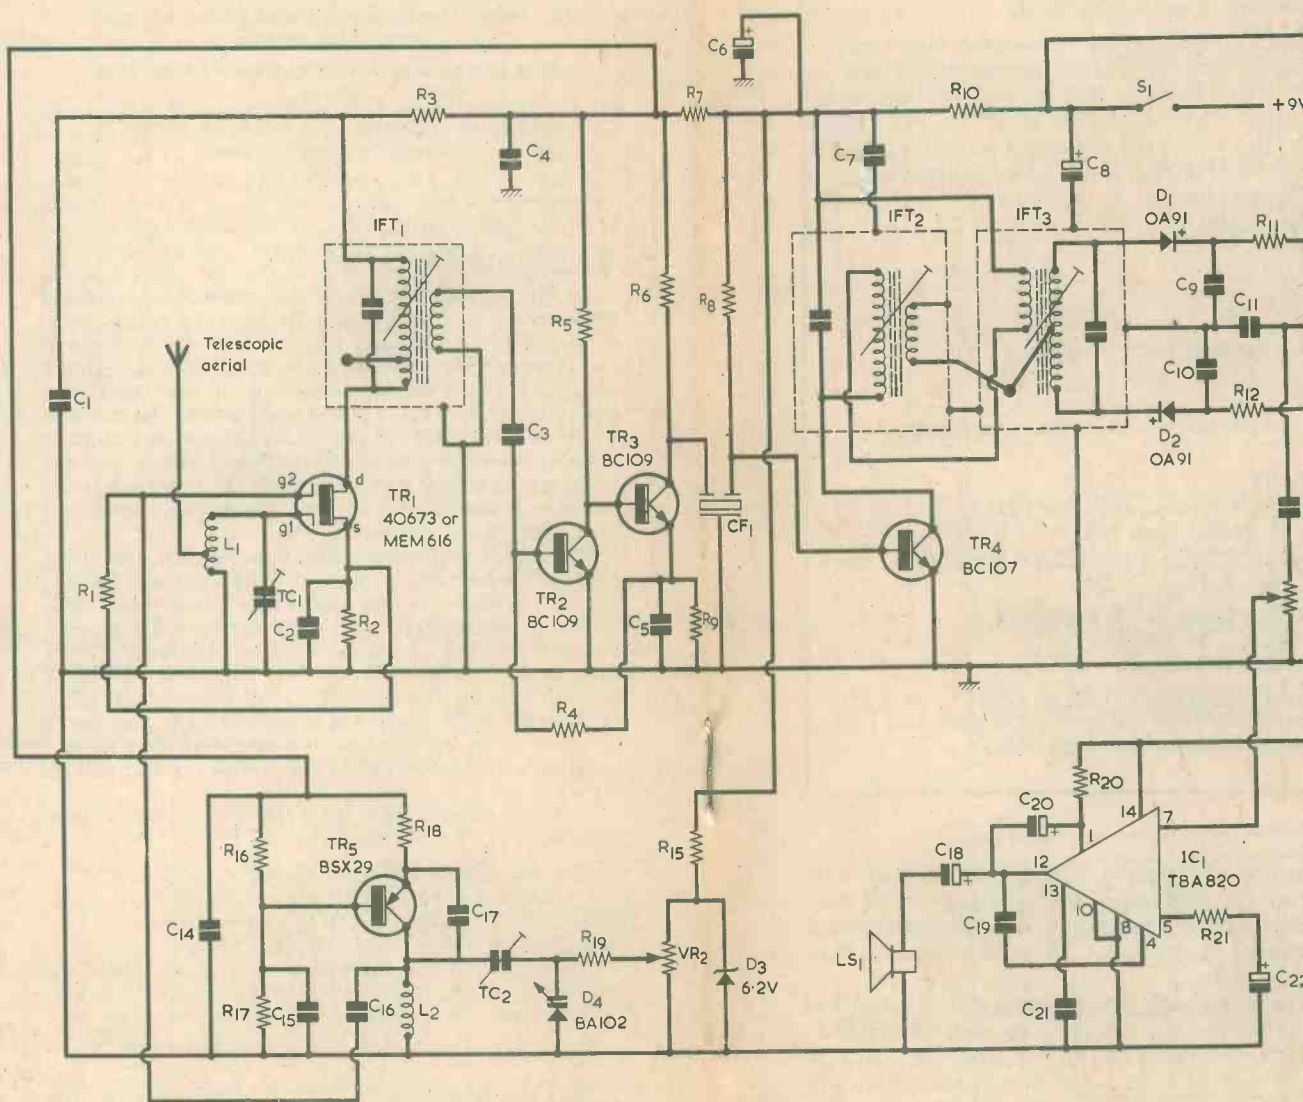 C6
R3
R7
R10
S1
+9V
C4
C7
C8
IFT1
IFT2
IFT3
D1
OA91
R11
R5
R6
R8
C9
C11
Telescopic
aerial
C1
C10
R12
C3
D2
OA91
TR3
BC109
g2
d
g1
s
TR1
40673 or
MEM616
CF1
L1
TR4
BC107
R1
TC1
C2
R2
TR2
BC109
C5
R9
R4
R20
C20
14
7
R16
TR5
BSX29
R18
R15
C18
1
12
IC1
TBA820
13
10
8
4
5
R21
C14
C17
C19
R19
VR2
LS1
D3
6·2V
R17
C15
C16
L2
TC2
D4
BA102
C21
C22